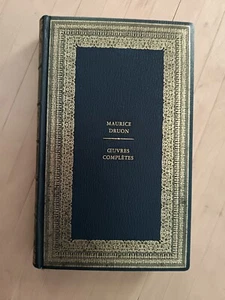 MAURICE
DRUON
ŒUVRES
COMPLÈTES